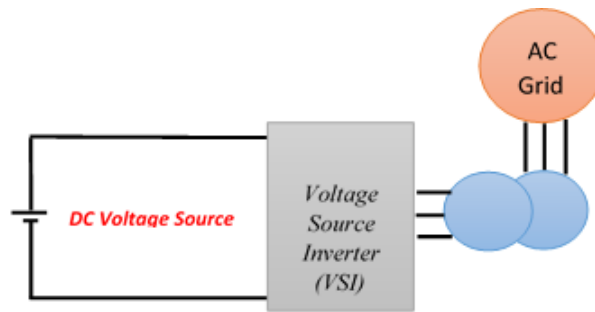 AC
Grid
DC Voltage Source
Voltage
Source
Inverter
(VSI)